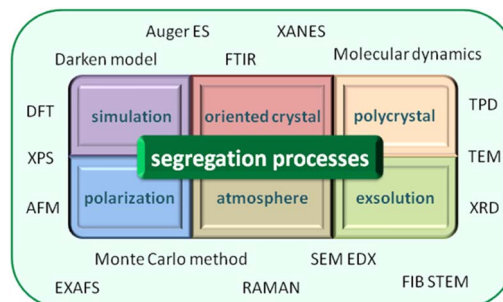 Auger ES XANES
Darken model FTIR Molecular dynamics
DFT simulation oriented crystal polycrystal TPD
XPS segregation processes TEM
AFM polarization atmosphere exsolution XRD
Monte Carlo method SEM EDX
EXAFS RAMAN FIB STEM